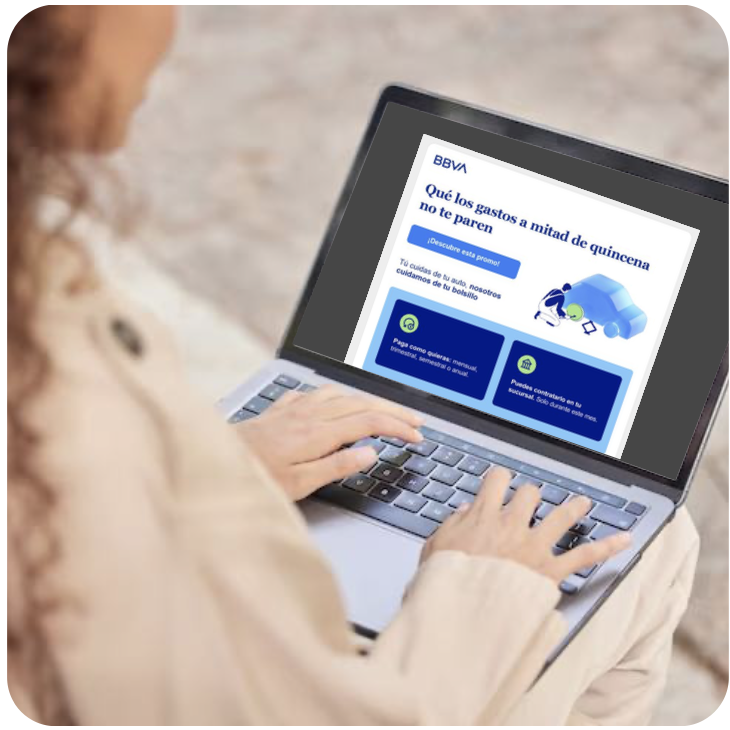 BBVA
Qué los gastos a mitad de quincena
no te paren
¡Descubre esta promo!
Tú cuidas de tu auto, nosotros
cuidamos de tu bolsillo
Paga como quieras: mensual,
trimestral, semestral o anual.
Puedes contratarlo en tu
sucursal. Solo durante este mes.